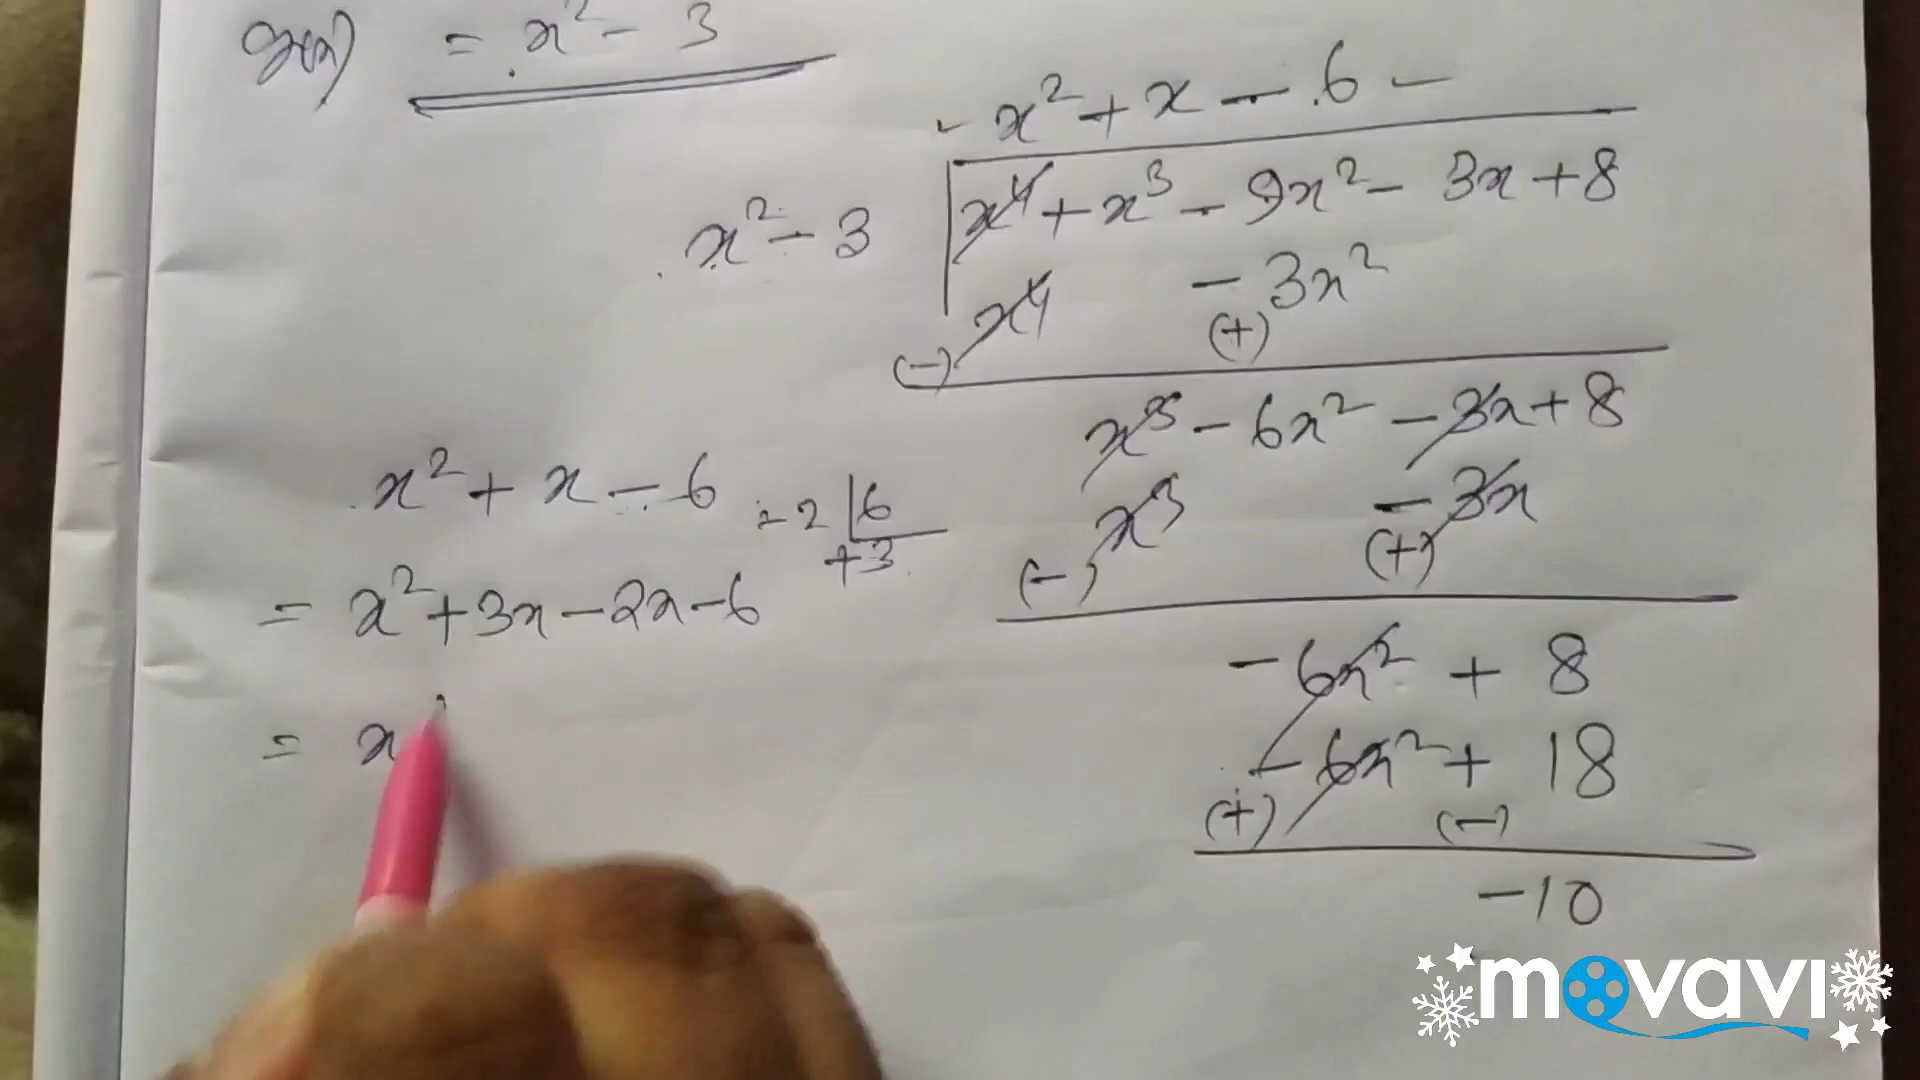 = x² - 3
x² + x - 6
x² - 3 | x⁴ + x³ - 9x² - 3x + 8
x⁴ - 3x²
(-) (+)
x³ - 6x² - 3x + 8
x³ - 3x
(-) (+)
-6x² + 8
-6x² + 18
(+) (-)
-10
x² + x - 6
-2 | 6
+3
= x² + 3x - 2x - 6
= x
movavi